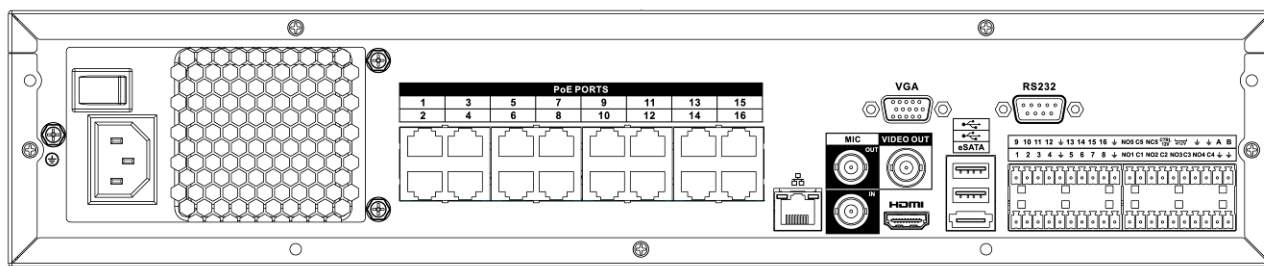 PoE PORTS
1 3 5 7 9 11 13 15
2 4 6 8 10 12 14 16
VGA
RS232
MIC
OUT
IN
VIDEO OUT
HDMI
eSATA
9 10 11 12 13 14 15 16 NO5 C5 NC5 CTRL 12V A B
1 2 3 4 5 6 7 8 NO1 C1 NO2 C2 NO3 C3 NO4 C4